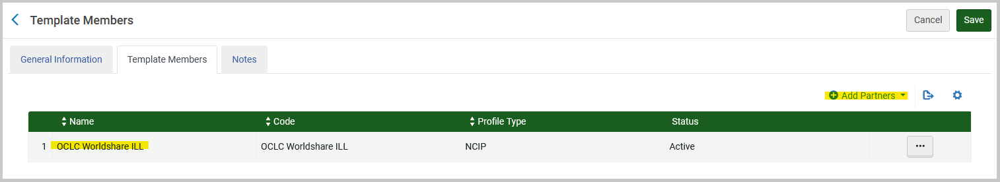 Template Members
Cancel Save
General Information Template Members Notes
Add Partners
Name Code Profile Type Status
1 OCLC Worldshare ILL OCLC Worldshare ILL NCIP Active